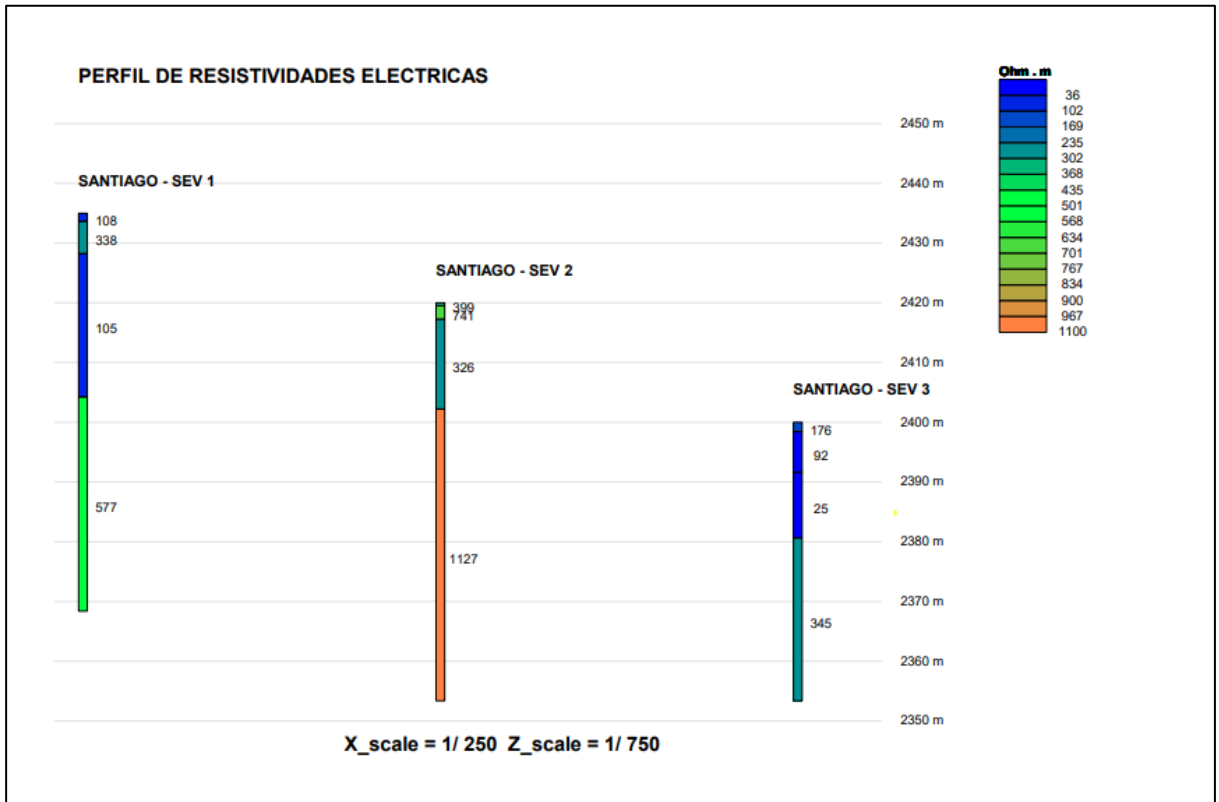 PERFIL DE RESISTIVIDADES ELECTRICAS
Ohm . m
36
102
169
235
302
368
435
501
568
634
701
767
834
900
967
1100
2450 m
2440 m
2430 m
2420 m
2410 m
2400 m
2390 m
2380 m
2370 m
2360 m
2350 m
SANTIAGO - SEV 1
108
338
105
577
SANTIAGO - SEV 2
399
741
326
1127
SANTIAGO - SEV 3
176
92
25
345
X_scale = 1/ 250 Z_scale = 1/ 750